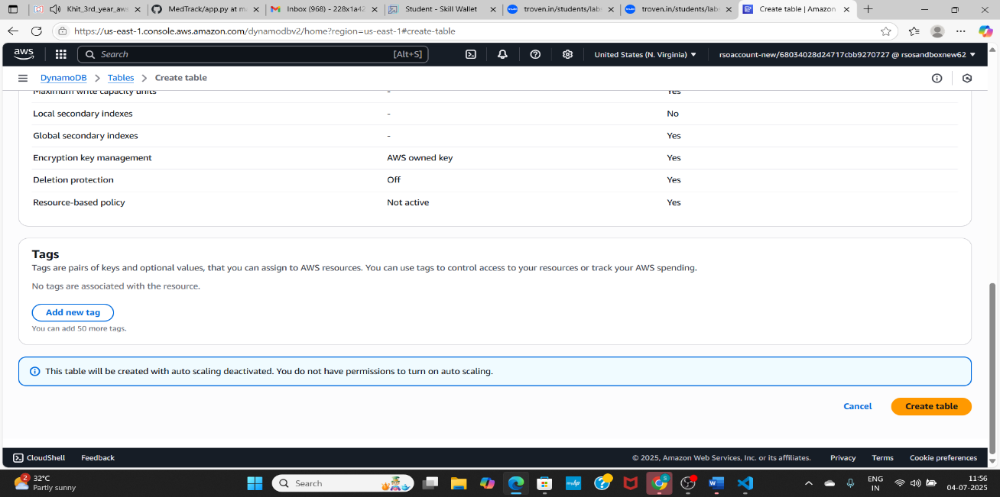 Khit_3rd_year_aws
MedTrack/app.py at ma
Inbox (968) - 228x1a42
Student - Skill Wallet
troven.in/students/labs
troven.in/students/labs
Create table | Amazon
https://us-east-1.console.aws.amazon.com/dynamodbv2/home?region=us-east-1#create-table
aws
Search
[Alt+S]
United States (N. Virginia)
rsoaccount-new/68034028d24717cbb9270727 @ rsosandboxnew62
DynamoDB > Tables > Create table
Maximum write capacity units - Yes
Local secondary indexes - No
Global secondary indexes - Yes
Encryption key management AWS owned key Yes
Deletion protection Off Yes
Resource-based policy Not active Yes
Tags
Tags are pairs of keys and optional values, that you can assign to AWS resources. You can use tags to control access to your resources or track your AWS spending.
No tags are associated with the resource.
Add new tag
You can add 50 more tags.
This table will be created with auto scaling deactivated. You do not have permissions to turn on auto scaling.
Cancel
Create table
CloudShell Feedback © 2025, Amazon Web Services, Inc. or its affiliates. Privacy Terms Cookie preferences
2
32°C
Partly sunny
Search
myhp
S
ENG
IN
11:56
04-07-2025